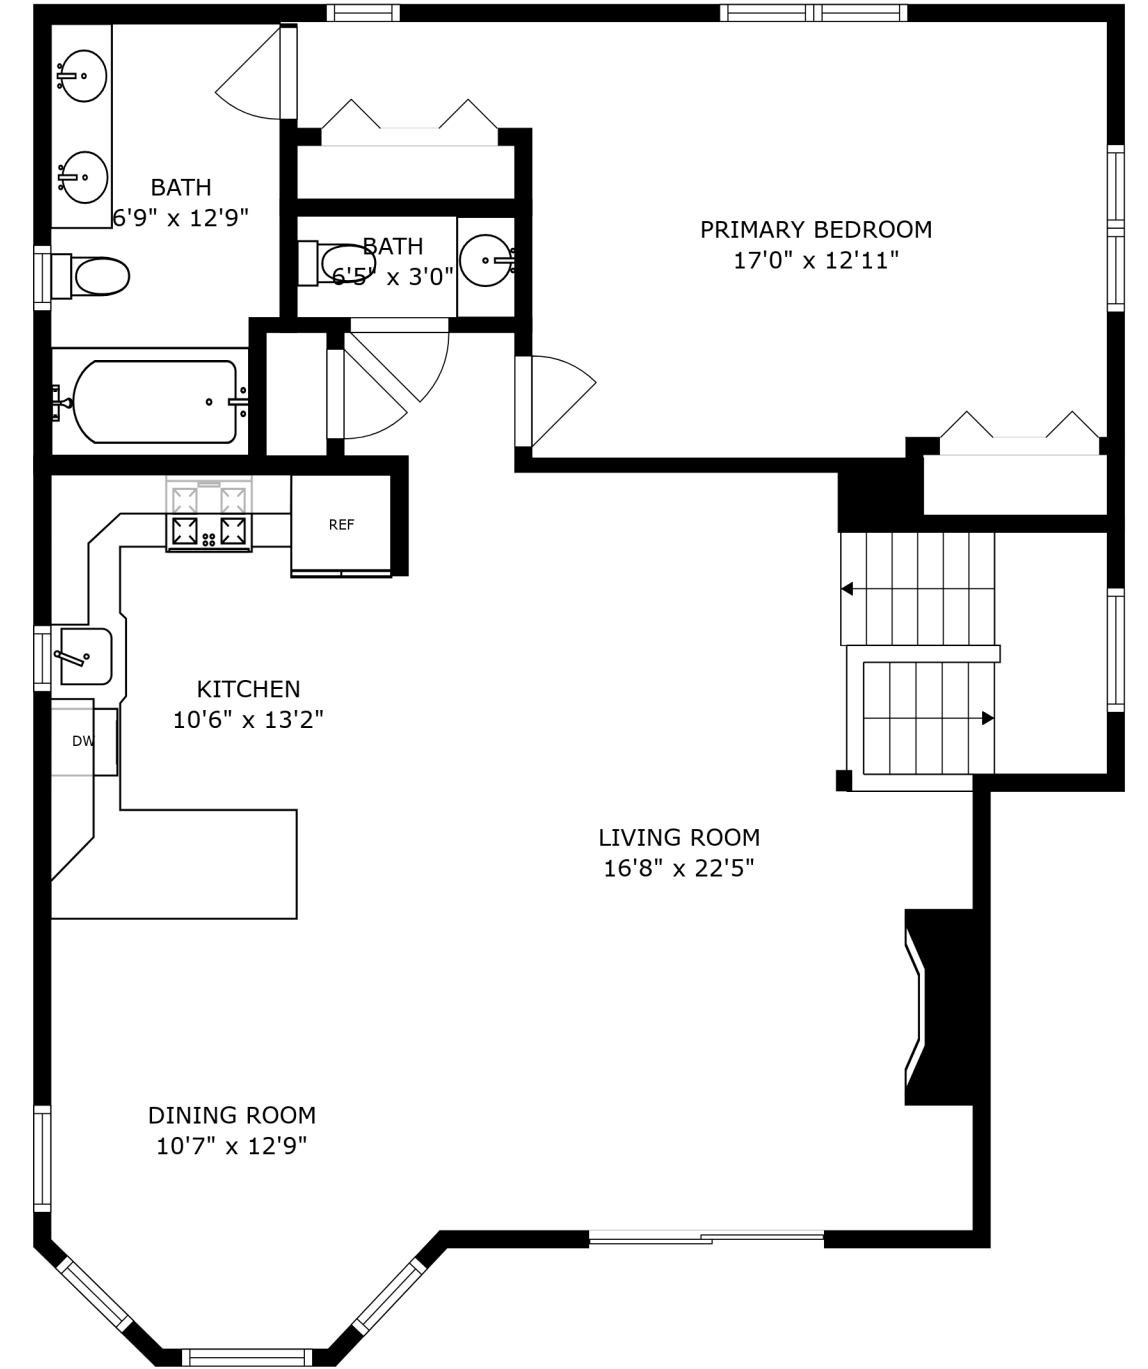 BATH
6'9" x 12'9"
BATH
6'5" x 3'0"
PRIMARY BEDROOM
17'0" x 12'11"
REF
KITCHEN
10'6" x 13'2"
DW
LIVING ROOM
16'8" x 22'5"
DINING ROOM
10'7" x 12'9"